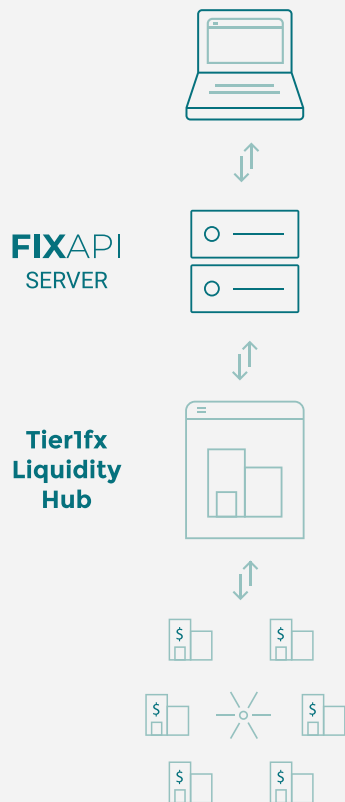 FIXAPI
SERVER
Tier1fx
Liquidity
Hub
$
$
$
$
$
$